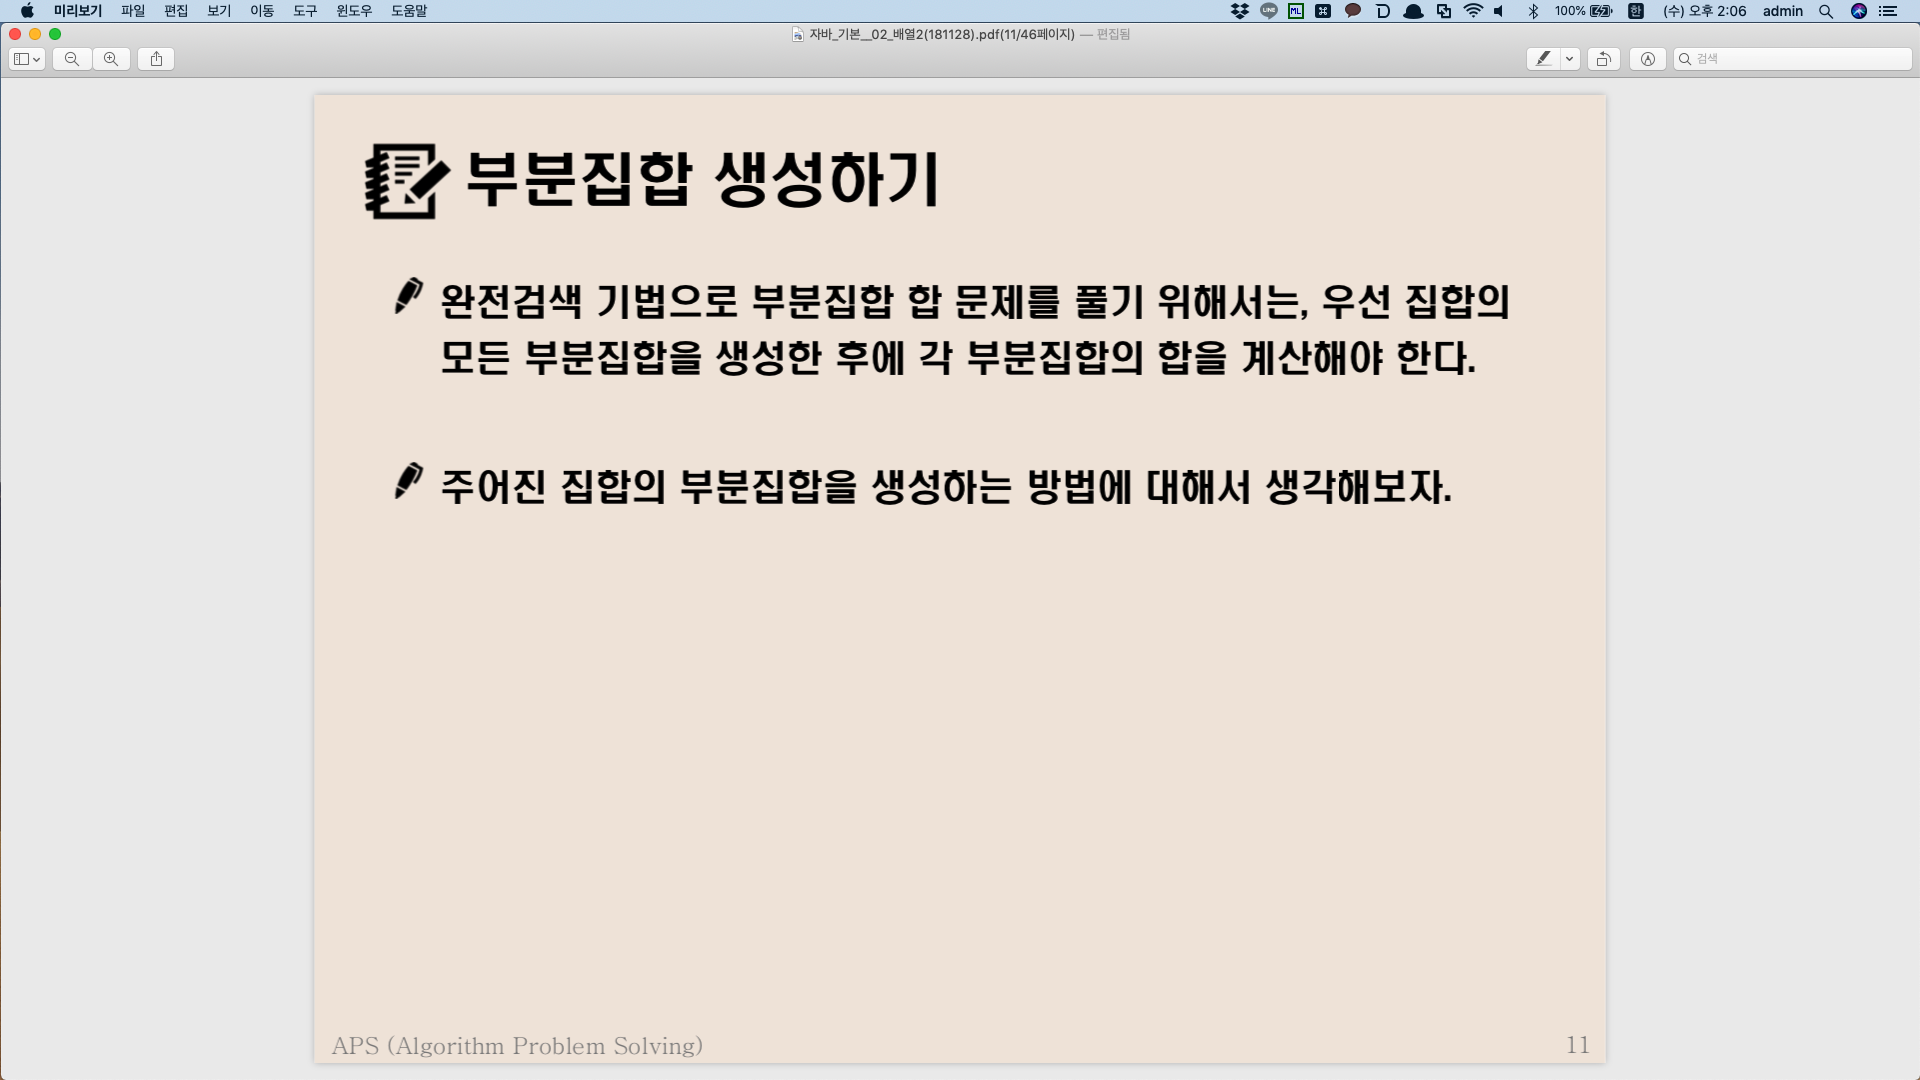 미리보기 파일 편집 보기 이동 도구 윈도우 도움말 LINE ML 100% 한 (수) 오후 2:06 admin
자바_기본__02_배열2(181128).pdf(11/46페이지) — 편집됨
검색
부분집합 생성하기
완전검색 기법으로 부분집합 합 문제를 풀기 위해서는, 우선 집합의
모든 부분집합을 생성한 후에 각 부분집합의 합을 계산해야 한다.
주어진 집합의 부분집합을 생성하는 방법에 대해서 생각해보자.
APS (Algorithm Problem Solving)
11